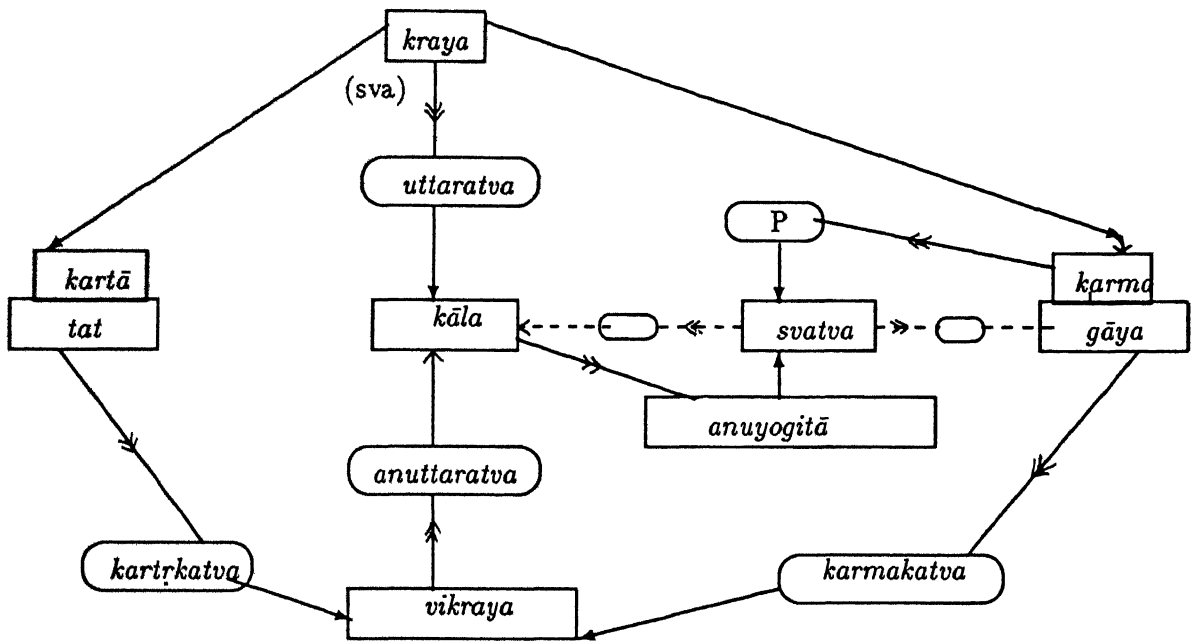 kraya
(sva)
uttaratva
P
kartā
karma
tat
kāla
svatva
gāya
anuyogitā
anuttaratva
kartṛkatva
karmakatva
vikraya